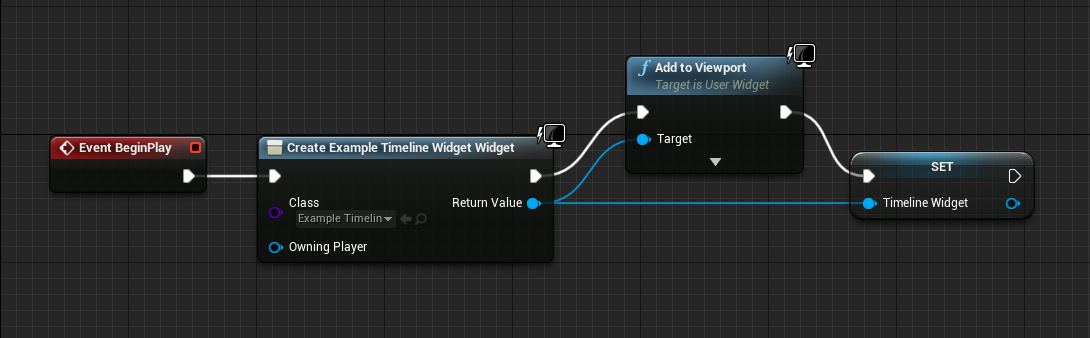 Event BeginPlay
Create Example Timeline Widget Widget
Class
Example Timelin
Return Value
Owning Player
f Add to Viewport
Target is User Widget
Target
SET
Timeline Widget